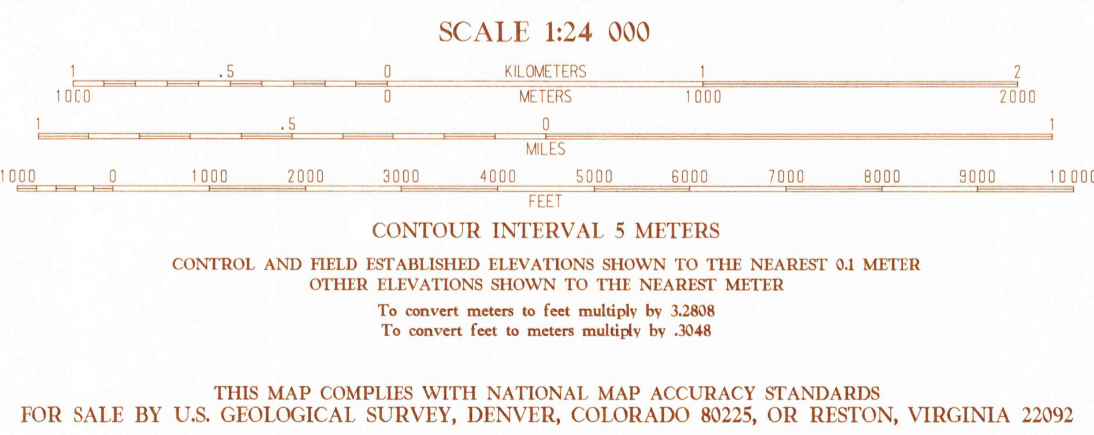 SCALE 1:24 000
1 .5 0 KILOMETERS 1 2
1000 0 METERS 1000 2000
1 .5 0 1
MILES
1000 0 1000 2000 3000 4000 5000 6000 7000 8000 9000 10 000
FEET
CONTOUR INTERVAL 5 METERS
CONTROL AND FIELD ESTABLISHED ELEVATIONS SHOWN TO THE NEAREST 0.1 METER
OTHER ELEVATIONS SHOWN TO THE NEAREST METER
To convert meters to feet multiply by 3.2808
To convert feet to meters multiply by .3048
THIS MAP COMPLIES WITH NATIONAL MAP ACCURACY STANDARDS
FOR SALE BY U.S. GEOLOGICAL SURVEY, DENVER, COLORADO 80225, OR RESTON, VIRGINIA 22092